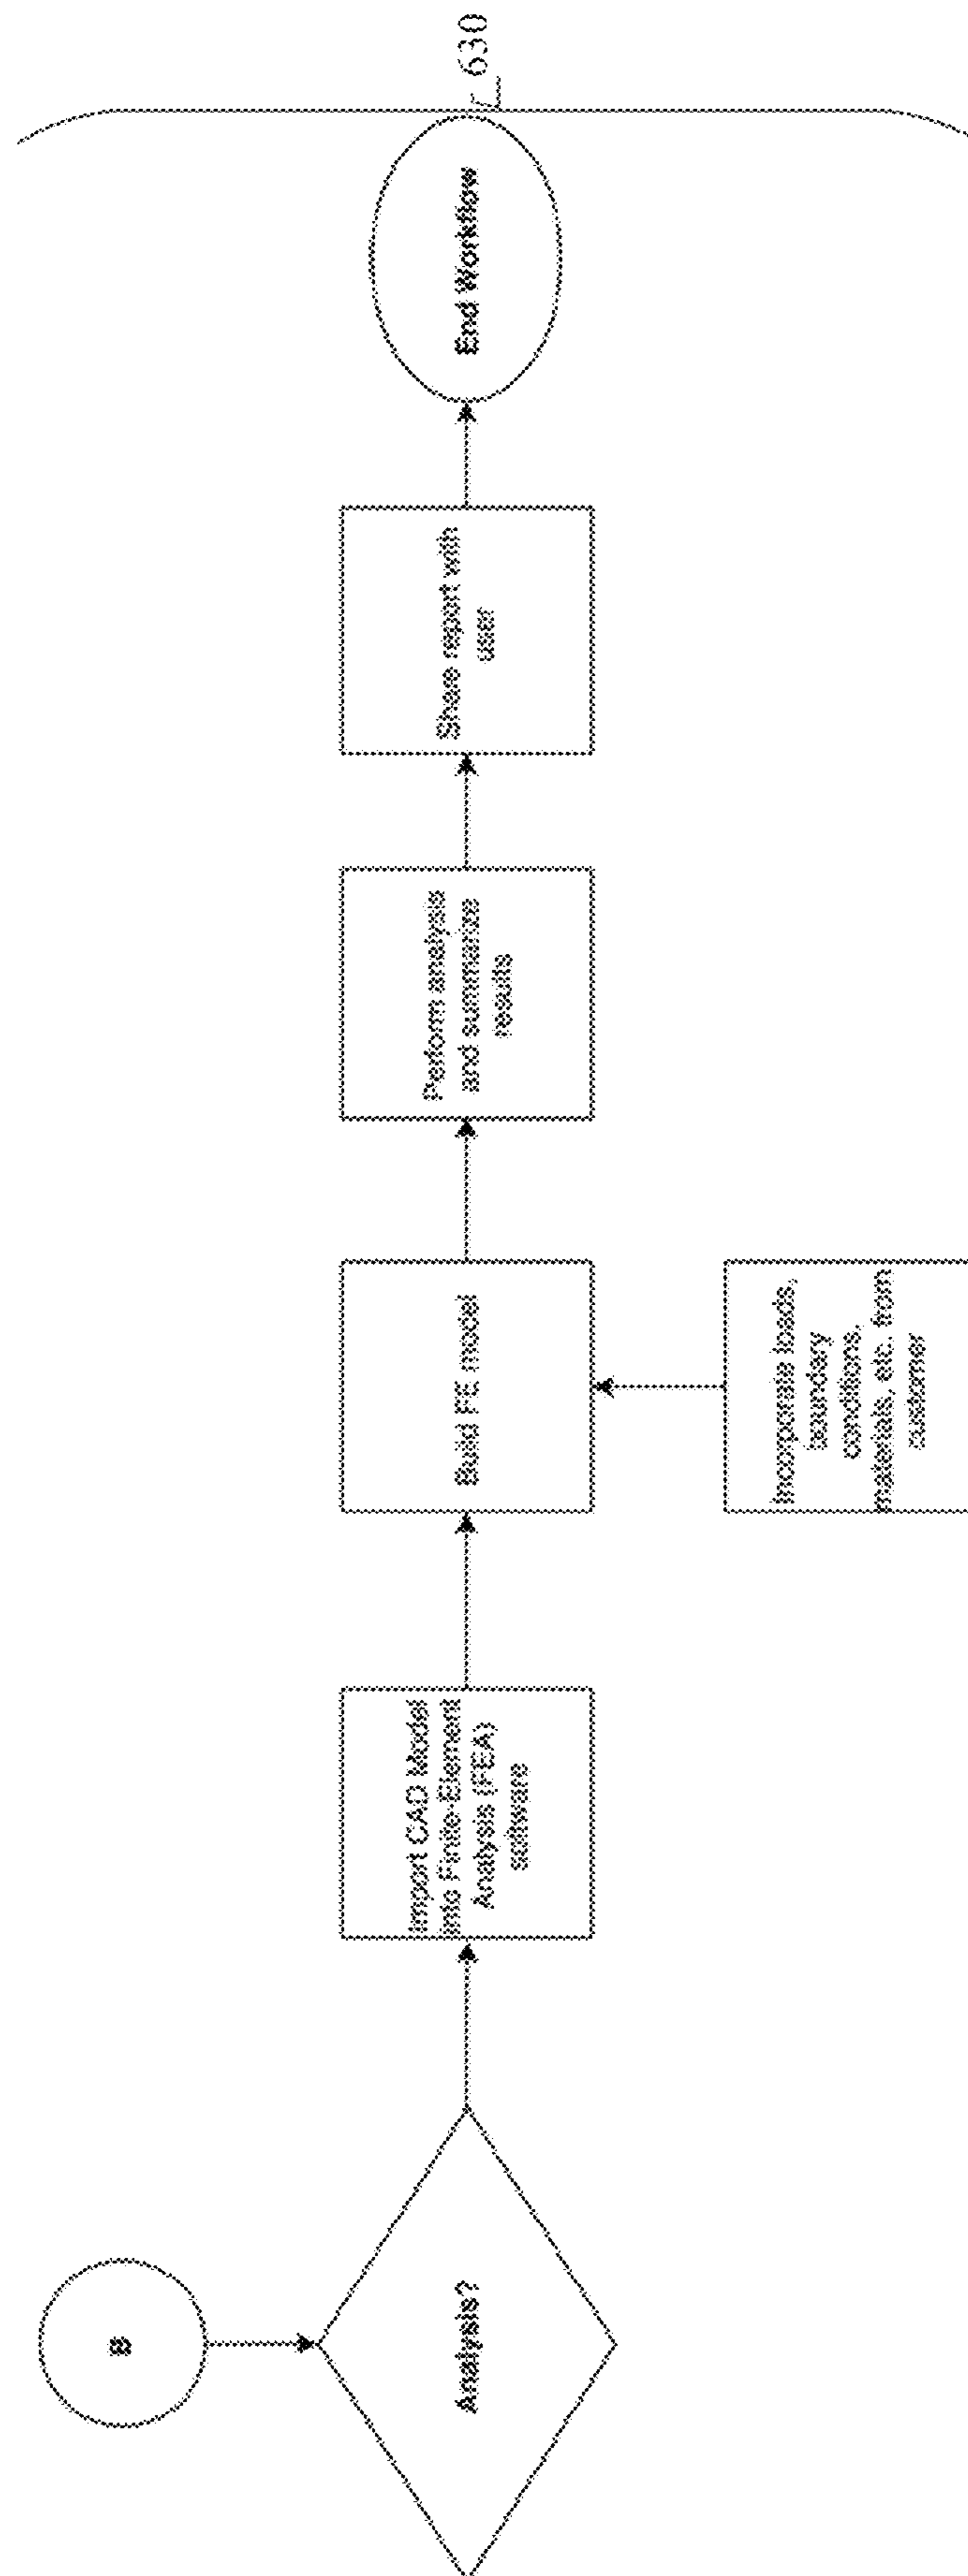 B
Analysis?
Import CAD Model
into Finite-Element
Analysis (FEA)
software
Build FE model
Incorporate loads,
boundary
conditions,
materials, etc. from
customer
Perform analysis
and summarize
results
Share report with
user
End Workflow
630